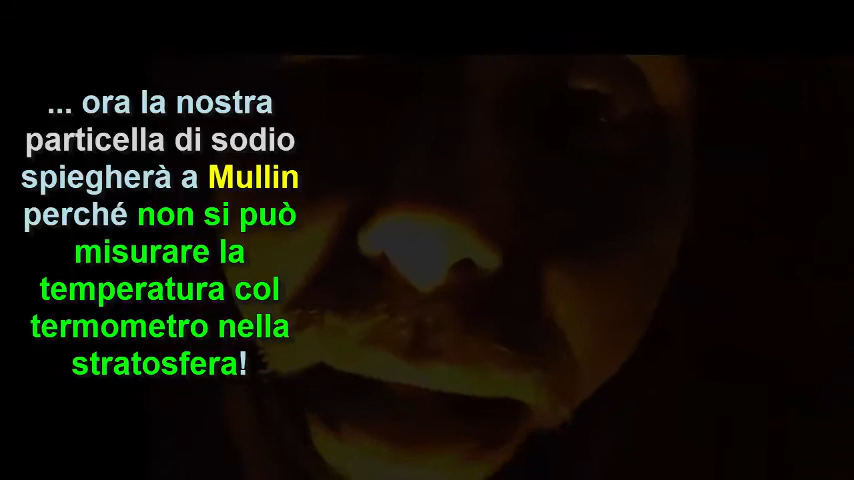 ... ora la nostra
particella di sodio
spiegherà a Mullin
perché non si può
misurare la
temperatura col
termometro nella
stratosfera!